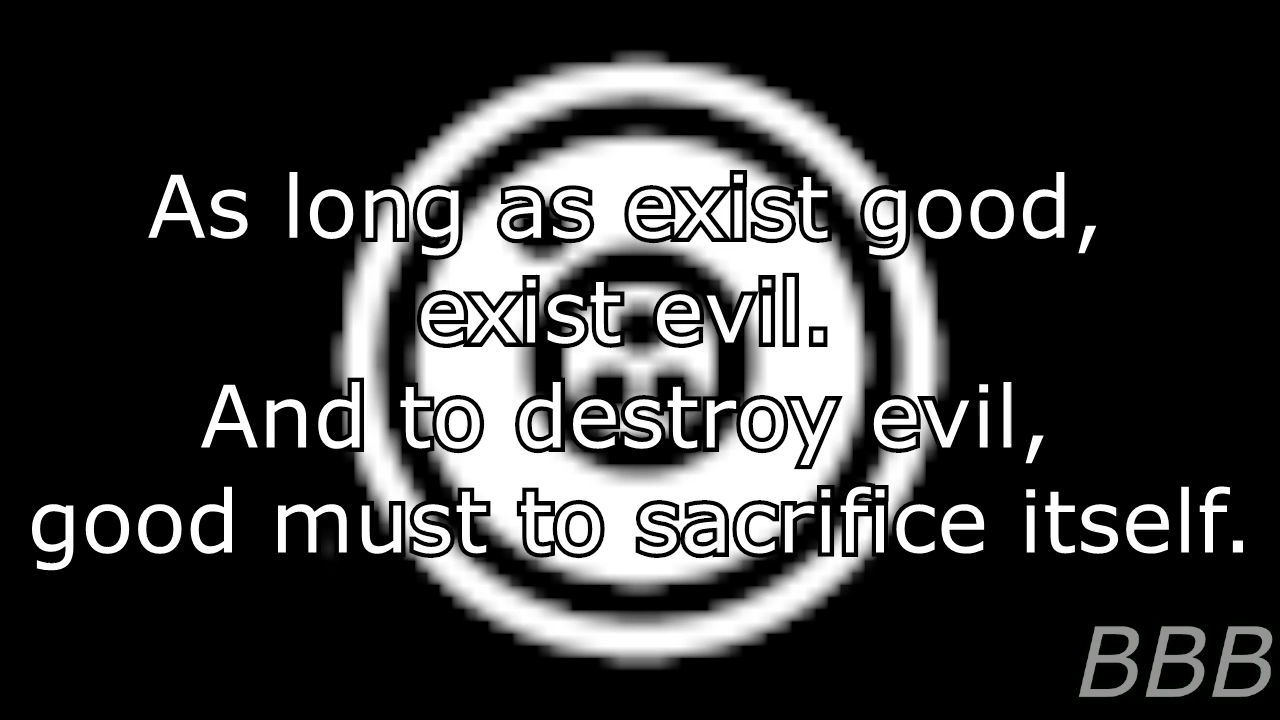 As long as exist good,
exist evil.
And to destroy evil,
good must to sacrifice itself.
BBB